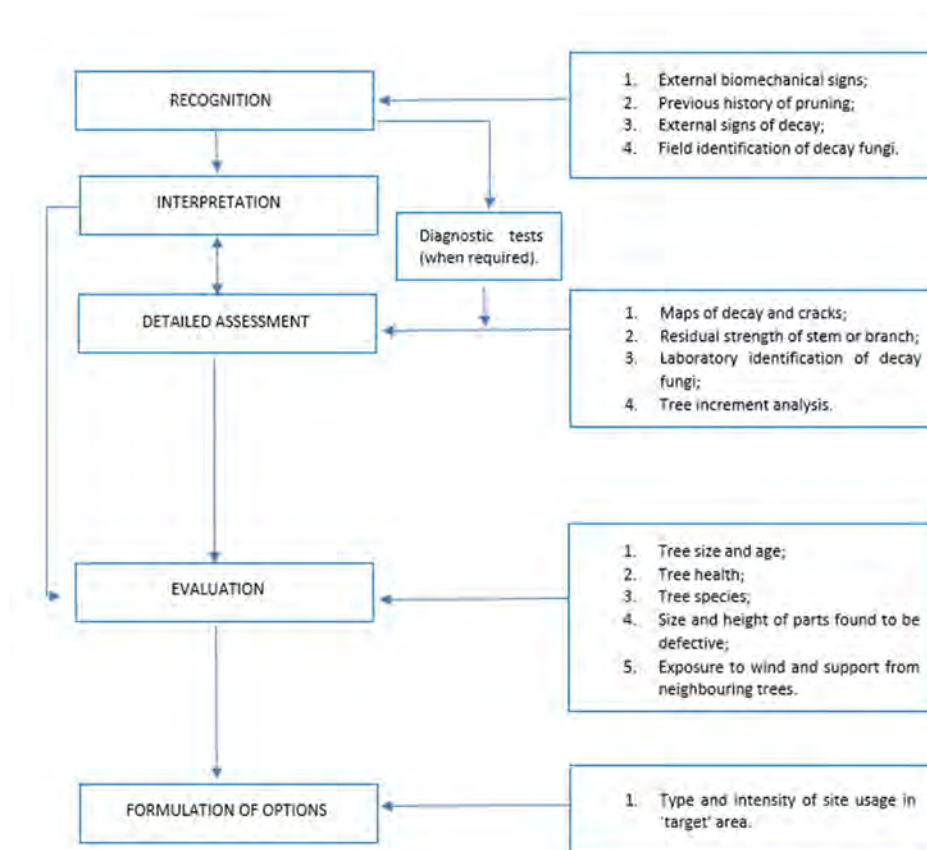 RECOGNITION
1. External biomechanical signs;
2. Previous history of pruning;
3. External signs of decay;
4. Field identification of decay fungi.
INTERPRETATION
Diagnostic tests
(when required).
DETAILED ASSESSMENT
1. Maps of decay and cracks;
2. Residual strength of stem or branch;
3. Laboratory identification of decay
fungi;
4. Tree increment analysis.
EVALUATION
1. Tree size and age;
2. Tree health;
3. Tree species;
4. Size and height of parts found to be
defective;
5. Exposure to wind and support from
neighbouring trees.
FORMULATION OF OPTIONS
1. Type and intensity of site usage in
'target' area.